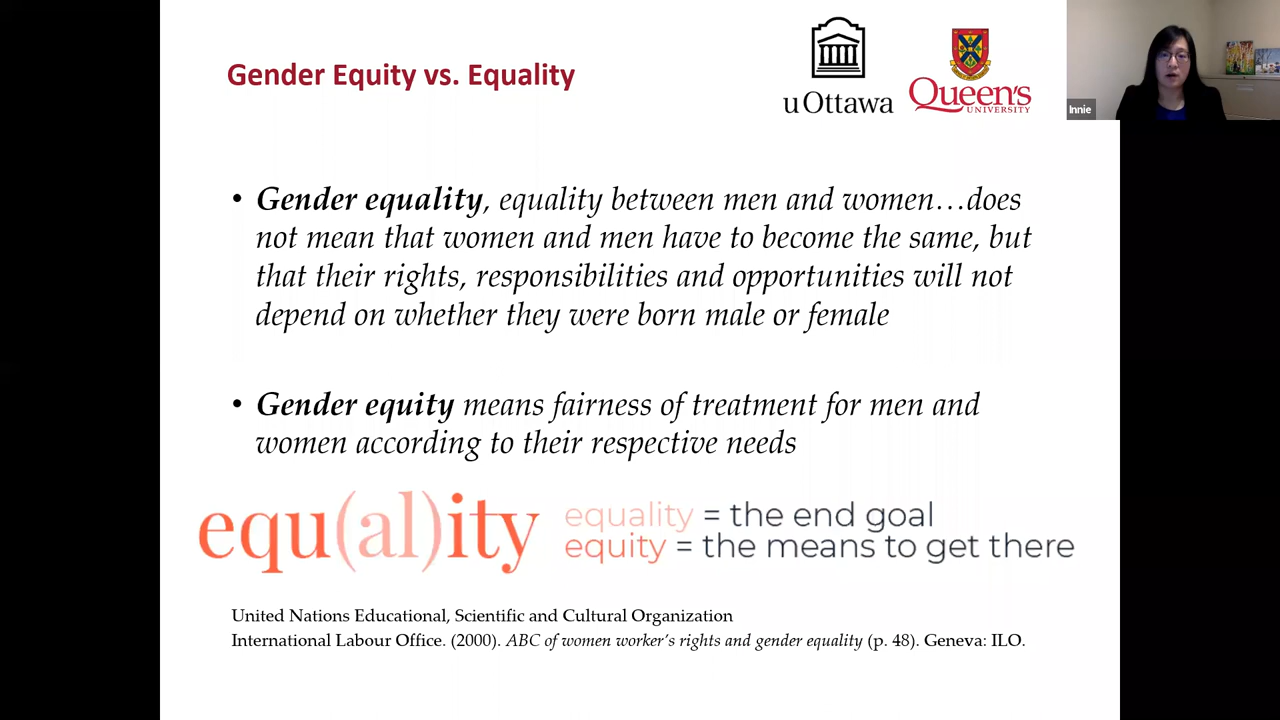 Gender Equity vs. Equality
uOttawa
Queen's
UNIVERSITY
Innie
• Gender equality, equality between men and women…does
not mean that women and men have to become the same, but
that their rights, responsibilities and opportunities will not
depend on whether they were born male or female
• Gender equity means fairness of treatment for men and
women according to their respective needs
equ(al)ity
equality = the end goal
equity = the means to get there
United Nations Educational, Scientific and Cultural Organization
International Labour Office. (2000). ABC of women worker's rights and gender equality (p. 48). Geneva: ILO.